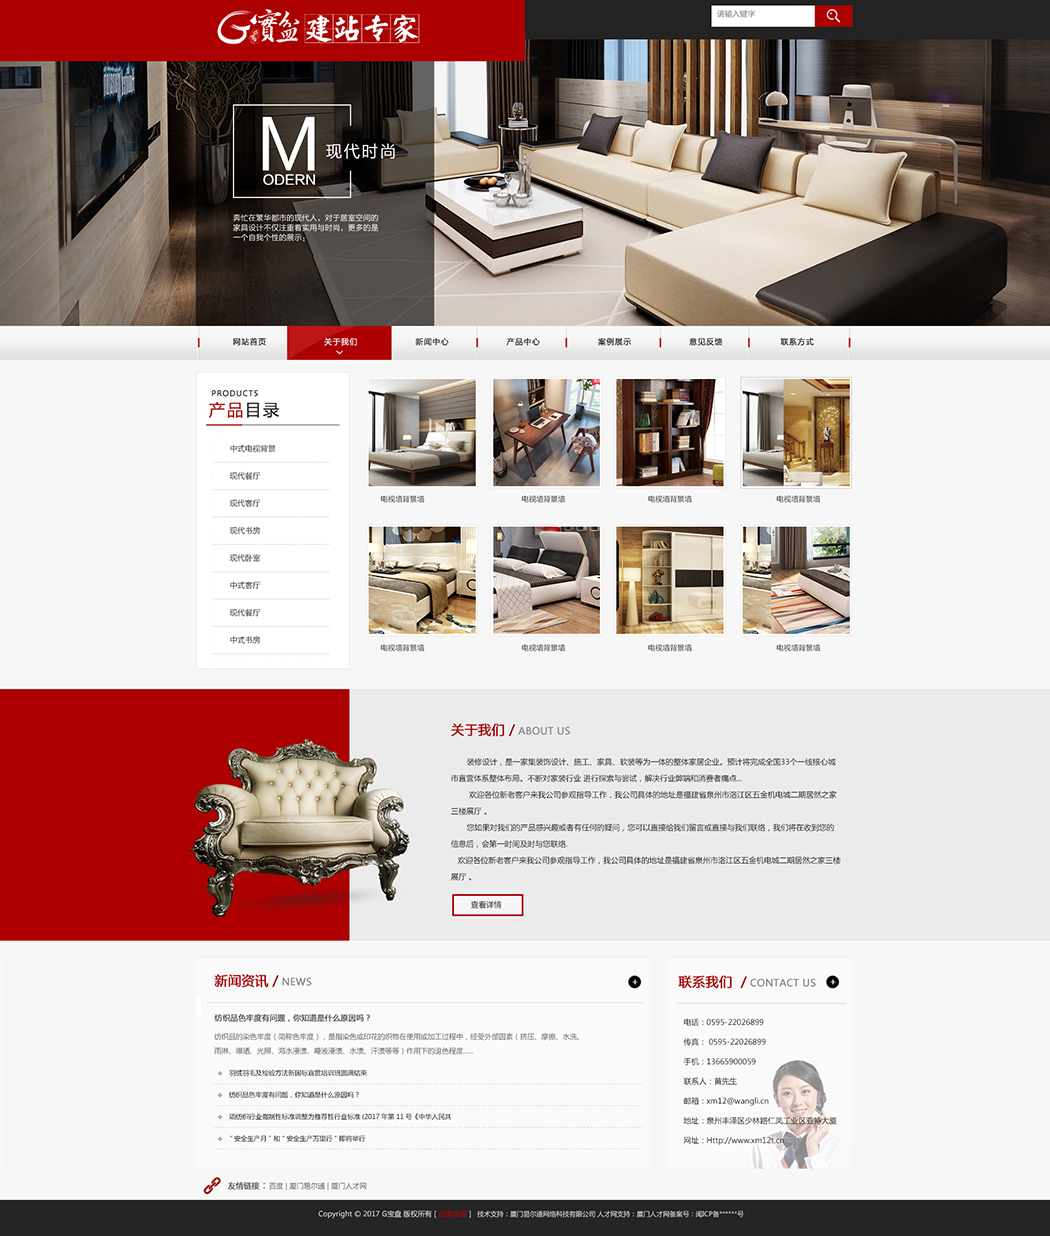 G寳盆 建站专家
请输入键字
M
ODERN
现代时尚
奔忙在繁华都市的现代人，对于居室空间的
家具设计不仅注重着实用与时尚，更多的是
一个自我个性的展示；
网站首页 关于我们 新闻中心 产品中心 案例展示 意见反馈 联系方式
PRODUCTS
产品目录
中式电视背景
现代餐厅
现代客厅
现代书房
现代卧室
中式客厅
现代餐厅
中式书房
电视墙背景墙 电视墙背景墙 电视墙背景墙 电视墙背景墙
电视墙背景墙 电视墙背景墙 电视墙背景墙 电视墙背景墙
关于我们 / ABOUT US
装修设计，是一家集装饰设计、施工、家具、软装等为一体的整体家居企业。预计将完成全国33个一线核心城
市直营体系整体布局。不断对家装行业 进行探索与尝试，解决行业弊端和消费者痛点...
欢迎各位新老客户来我公司参观指导工作，我公司具体的地址是福建省泉州市洛江区五金机电城二期居然之家
三楼展厅 。
您如果对我们的产品感兴趣或者有任何的疑问，您可以直接给我们留言或直接与我们联络，我们将在收到您的
信息后，会第一时间及时与您联络.
欢迎各位新老客户来我公司参观指导工作，我公司具体的地址是福建省泉州市洛江区五金机电城二期居然之家三楼
展厅 。
查看详情
新闻资讯 / NEWS
纺织品色牢度有问题，你知道是什么原因吗？
纺织品的染色牢度（简称色牢度），是指染色或印花的织物在使用或加工过程中，经受外部因素（挤压、摩擦、水洗、
雨淋、曝晒、光照、海水浸渍、唾液浸渍、水渍、汗渍等等）作用下的退色程度......
羽绒羽毛及检验方法新国标宣贯培训班圆满结束
纺织品色牢度有问题，你知道是什么原因吗？
项纺织行业强制性标准调整为推荐性行业标准 (2017 年第 11 号《中华人民共
“ 安全生产月 ” 和 “ 安全生产万里行 ” 即将举行
联系我们 / CONTACT US
电话：0595-22026899
传真： 0595-22026899
手机：13665900059
联系人：黄先生
邮箱：xm12@wangli.cn
地址：泉州丰泽区少林路仁凤工业区亚特大厦
网址：Http://www.xm12t.cn
友情链接：百度 | 厦门易尔通 | 厦门人才网
Copyright © 2017 G宝盘 版权所有 [ ] 技术支持：厦门易尔通网络科技有限公司 人才网支持：厦门人才网备案号：闽ICP备******号